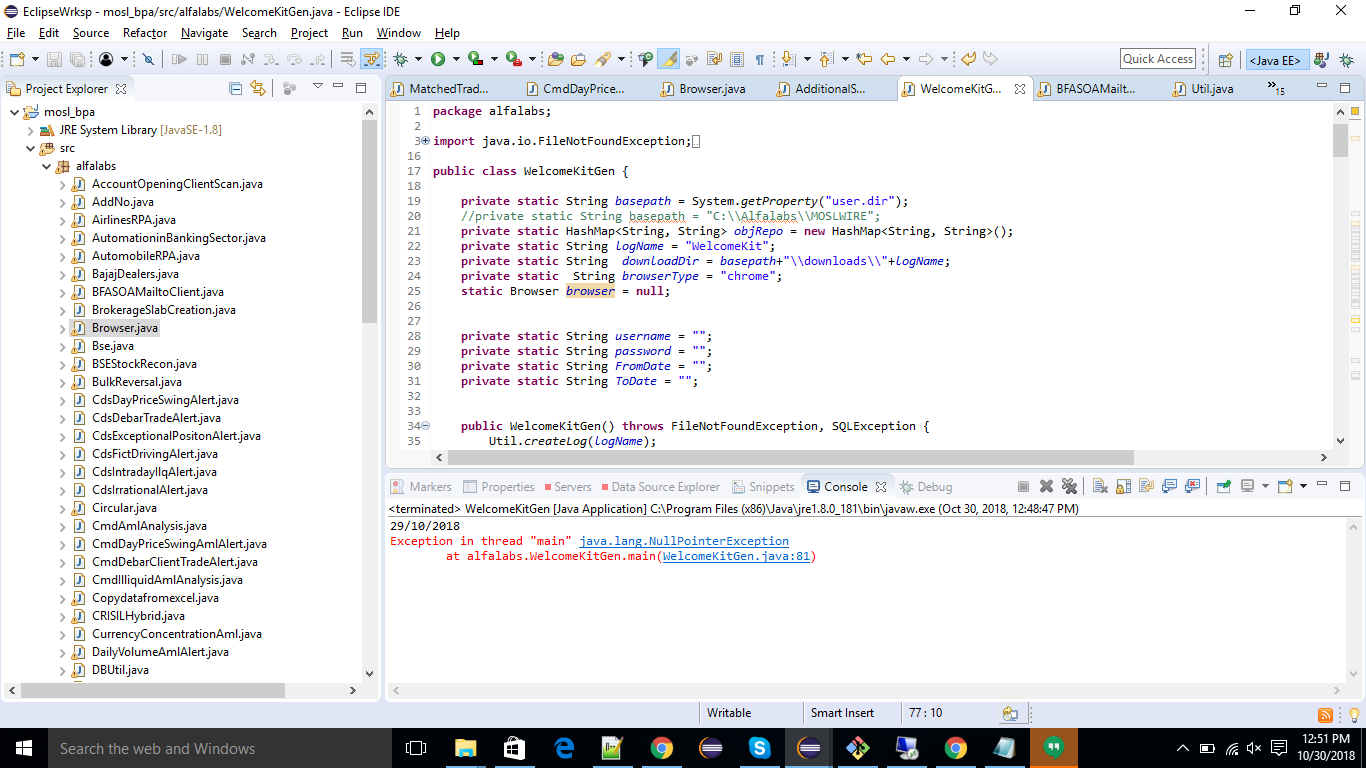 EclipseWrksp - mosl_bpa/src/alfalabs/WelcomeKitGen.java - Eclipse IDE
File Edit Source Refactor Navigate Search Project Run Window Help
Quick Access <Java EE>
Project Explorer
MatchedTrad... CmdDayPrice... Browser.java AdditionalS... WelcomeKitG... BFASOAMailt... Util.java »15
mosl_bpa
JRE System Library [JavaSE-1.8]
src
alfalabs
AccountOpeningClientScan.java
AddNo.java
AirlinesRPA.java
AutomationinBankingSector.java
AutomobileRPA.java
BajajDealers.java
BFASOAMailtoClient.java
BrokerageSlabCreation.java
Browser.java
Bse.java
BSEStockRecon.java
BulkReversal.java
CdsDayPriceSwingAlert.java
CdsDebarTradeAlert.java
CdsExceptionalPositonAlert.java
CdsFictDrivingAlert.java
CdsIntradayIlqAlert.java
CdsIrrationalAlert.java
Circular.java
CmdAmlAnalysis.java
CmdDayPriceSwingAmlAlert.java
CmdDebarClientTradeAlert.java
CmdIlliquidAmlAnalysis.java
Copydatafromexcel.java
CRISILHybrid.java
CurrencyConcentrationAml.java
DailyVolumeAmlAlert.java
DBUtil.java
1 package alfalabs;
2
3 import java.io.FileNotFoundException;
16
17 public class WelcomeKitGen {
18
19 private static String basepath = System.getProperty("user.dir");
20 //private static String basepath = "C:\\Alfalabs\\MOSLWIRE";
21 private static HashMap<String, String> objRepo = new HashMap<String, String>();
22 private static String logName = "WelcomeKit";
23 private static String  downloadDir = basepath+"\\downloads\\"+logName;
24 private static  String browserType = "chrome";
25 static Browser browser = null;
26
27
28 private static String username = "";
29 private static String password = "";
30 private static String FromDate = "";
31 private static String ToDate = "";
32
33
34 public WelcomeKitGen() throws FileNotFoundException, SQLException {
35 Util.createLog(logName);
Markers Properties Servers Data Source Explorer Snippets Console Debug
<terminated> WelcomeKitGen [Java Application] C:\Program Files (x86)\Java\jre1.8.0_181\bin\javaw.exe (Oct 30, 2018, 12:48:47 PM)
29/10/2018
Exception in thread "main" java.lang.NullPointerException
at alfalabs.WelcomeKitGen.main(WelcomeKitGen.java:81)
Writable Smart Insert 77 : 10
Search the web and Windows
12:51 PM
10/30/2018